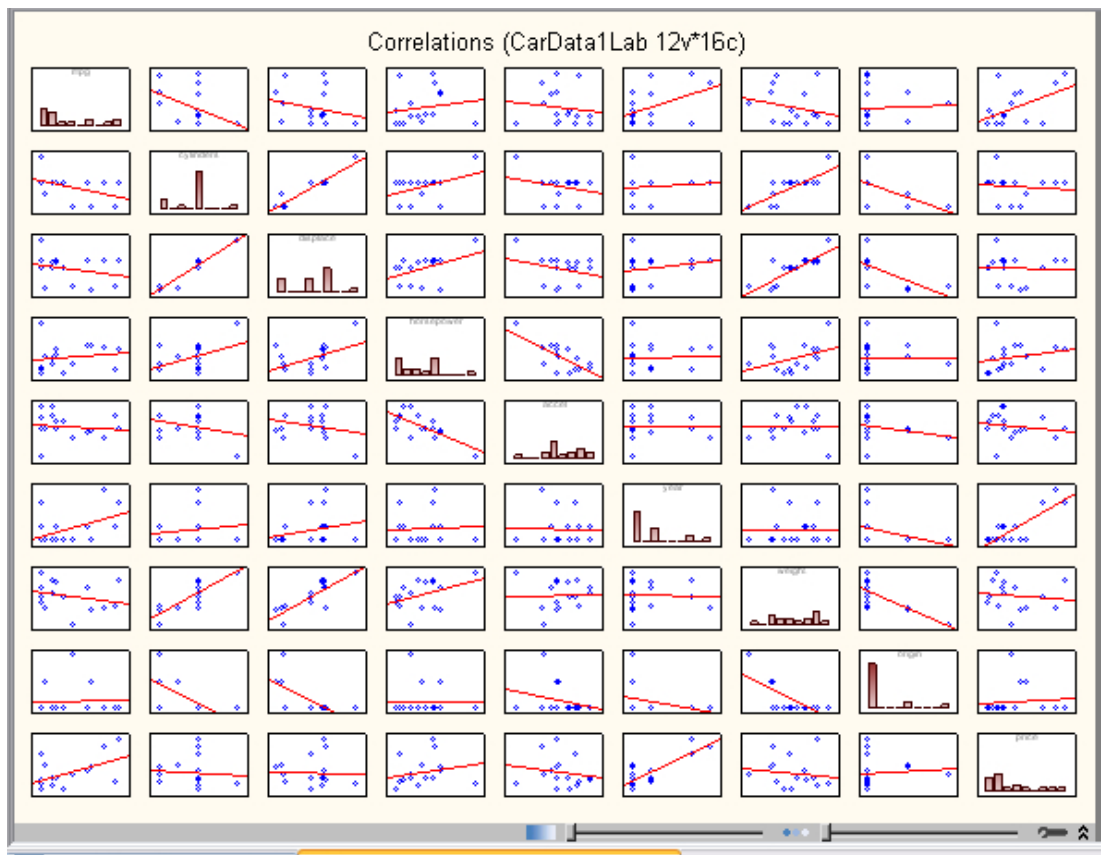 Correlations (CarData1Lab 12v*16c)
mpg
cylinders
displace
horsepower
accel
year
weight
origin
price